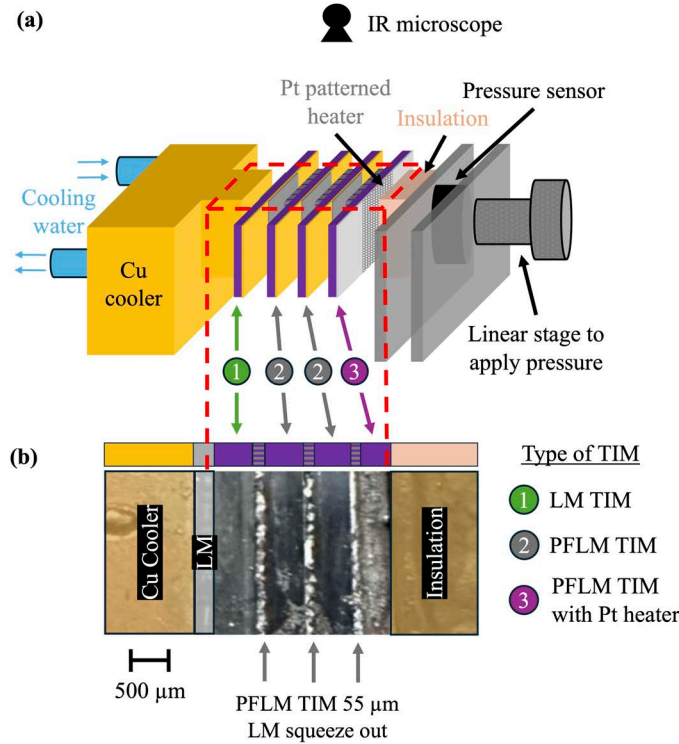 (a)
IR microscope
Pressure sensor
Pt patterned
heater
Insulation
Cooling
water
Cu
cooler
Linear stage to
apply pressure
1
2
2
3
(b)
Type of TIM
Cu Cooler
LM
Insulation
1 LM TIM
2 PFLM TIM
3 PFLM TIM
with Pt heater
500 µm
PFLM TIM 55 µm
LM squeeze out